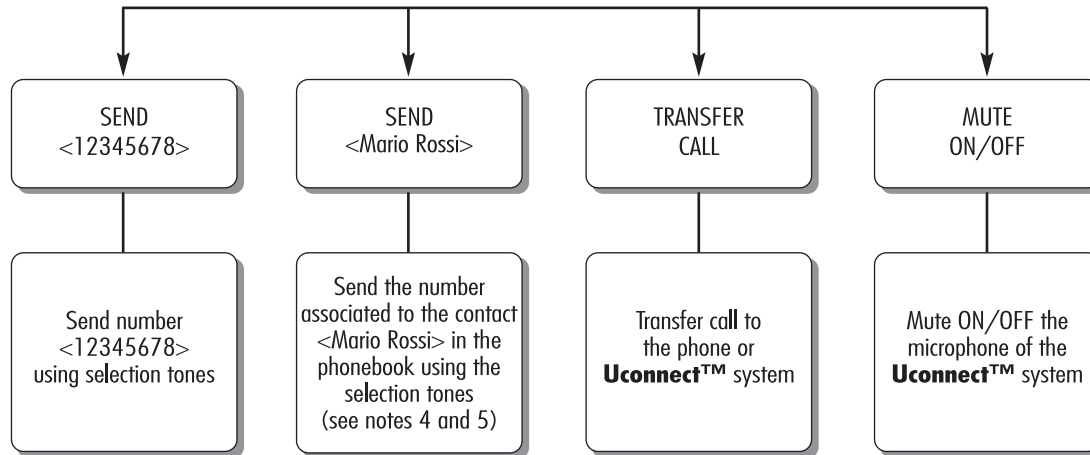 SEND
<12345678>
SEND
<Mario Rossi>
TRANSFER
CALL
MUTE
ON/OFF
Send number
<12345678>
using selection tones
Send the number
associated to the contact
<Mario Rossi> in the
phonebook using the
selection tones
(see notes 4 and 5)
Transfer call to
the phone or
Uconnect™ system
Mute ON/OFF the
microphone of the
Uconnect™ system